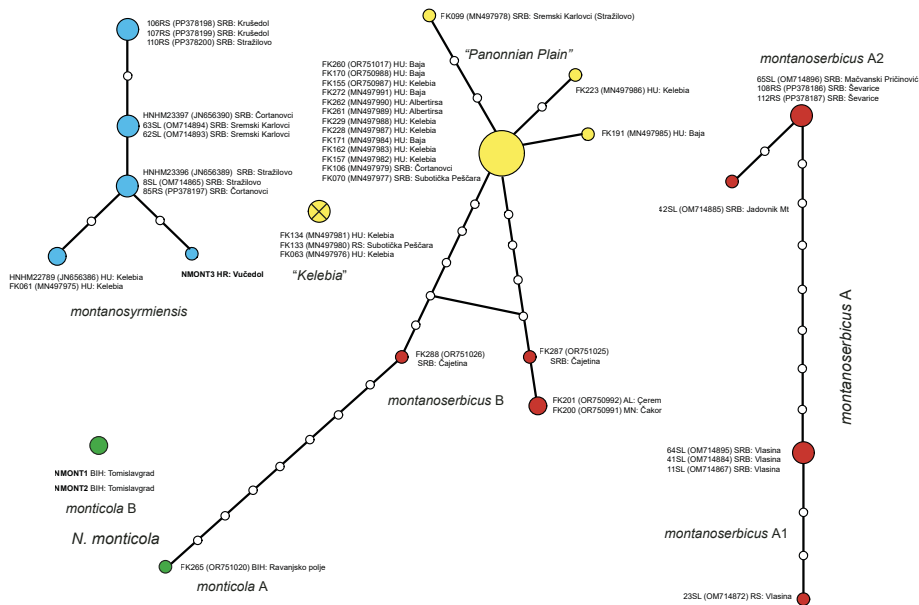 106RS (PP378198) SRB: Krušedol
107RS (PP378199) SRB: Krušedol
110RS (PP378200) SRB: Stražilovo
HNHM23397 (JN656390) SRB: Čortanovci
63SL (OM714894) SRB: Sremski Karlovci
62SL (OM714893) SRB: Sremski Karlovci
HNHM23396 (JN656389) SRB: Stražilovo
8SL (OM714865) SRB: Stražilovo
85RS (PP378197) SRB: Čortanovci
HNHM22789 (JN656386) HU: Kelebia
FK061 (MN497975) HU: Kelebia
NMONT3 HR: Vučedol
montanosyrmiensis
FK099 (MN497978) SRB: Sremski Karlovci (Stražilovo)
"Panonnian Plain"
FK260 (OR751017) HU: Baja
FK170 (OR750988) HU: Baja
FK155 (OR750987) HU: Kelebia
FK272 (MN497991) HU: Baja
FK262 (MN497990) HU: Albertirsa
FK261 (MN497989) HU: Albertirsa
FK229 (MN497988) HU: Kelebia
FK228 (MN497987) HU: Kelebia
FK171 (MN497984) HU: Baja
FK162 (MN497983) HU: Kelebia
FK157 (MN497982) HU: Kelebia
FK106 (MN497979) SRB: Čortanovci
FK070 (MN497977) SRB: Subotička Peščara
FK223 (MN497986) HU: Kelebia
FK191 (MN497985) HU: Baja
FK134 (MN497981) HU: Kelebia
FK133 (MN497980) RS: Subotička Peščara
FK063 (MN497976) HU: Kelebia
"Kelebia"
FK288 (OR751026)
SRB: Čajetina
FK287 (OR751025)
SRB: Čajetina
montanoserbicus B
FK201 (OR750992) AL: Çerem
FK200 (OR750991) MN: Čakor
NMONT1 BIH: Tomislavgrad
NMONT2 BIH: Tomislavgrad
monticola B
N. monticola
FK265 (OR751020) BIH: Ravanjsko polje
monticola A
montanoserbicus A2
65SL (OM714896) SRB: Mačvanski Pričinović
108RS (PP378186) SRB: Ševarice
112RS (PP378187) SRB: Ševarice
42SL (OM714885) SRB: Jadovnik Mt
montanoserbicus A
64SL (OM714895) SRB: Vlasina
41SL (OM714884) SRB: Vlasina
11SL (OM714867) SRB: Vlasina
montanoserbicus A1
23SL (OM714872) RS: Vlasina